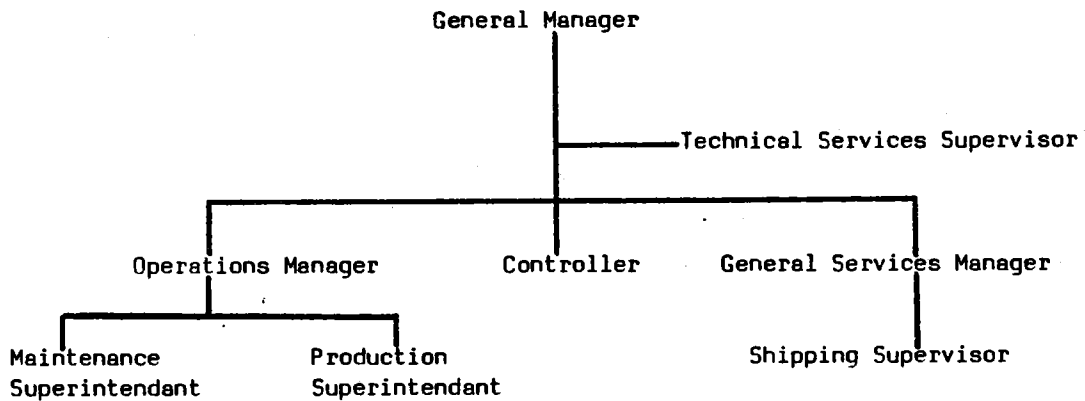 General Manager
Technical Services Supervisor
Operations Manager
Controller
General Services Manager
Maintenance
Superintendant
Production
Superintendant
Shipping Supervisor